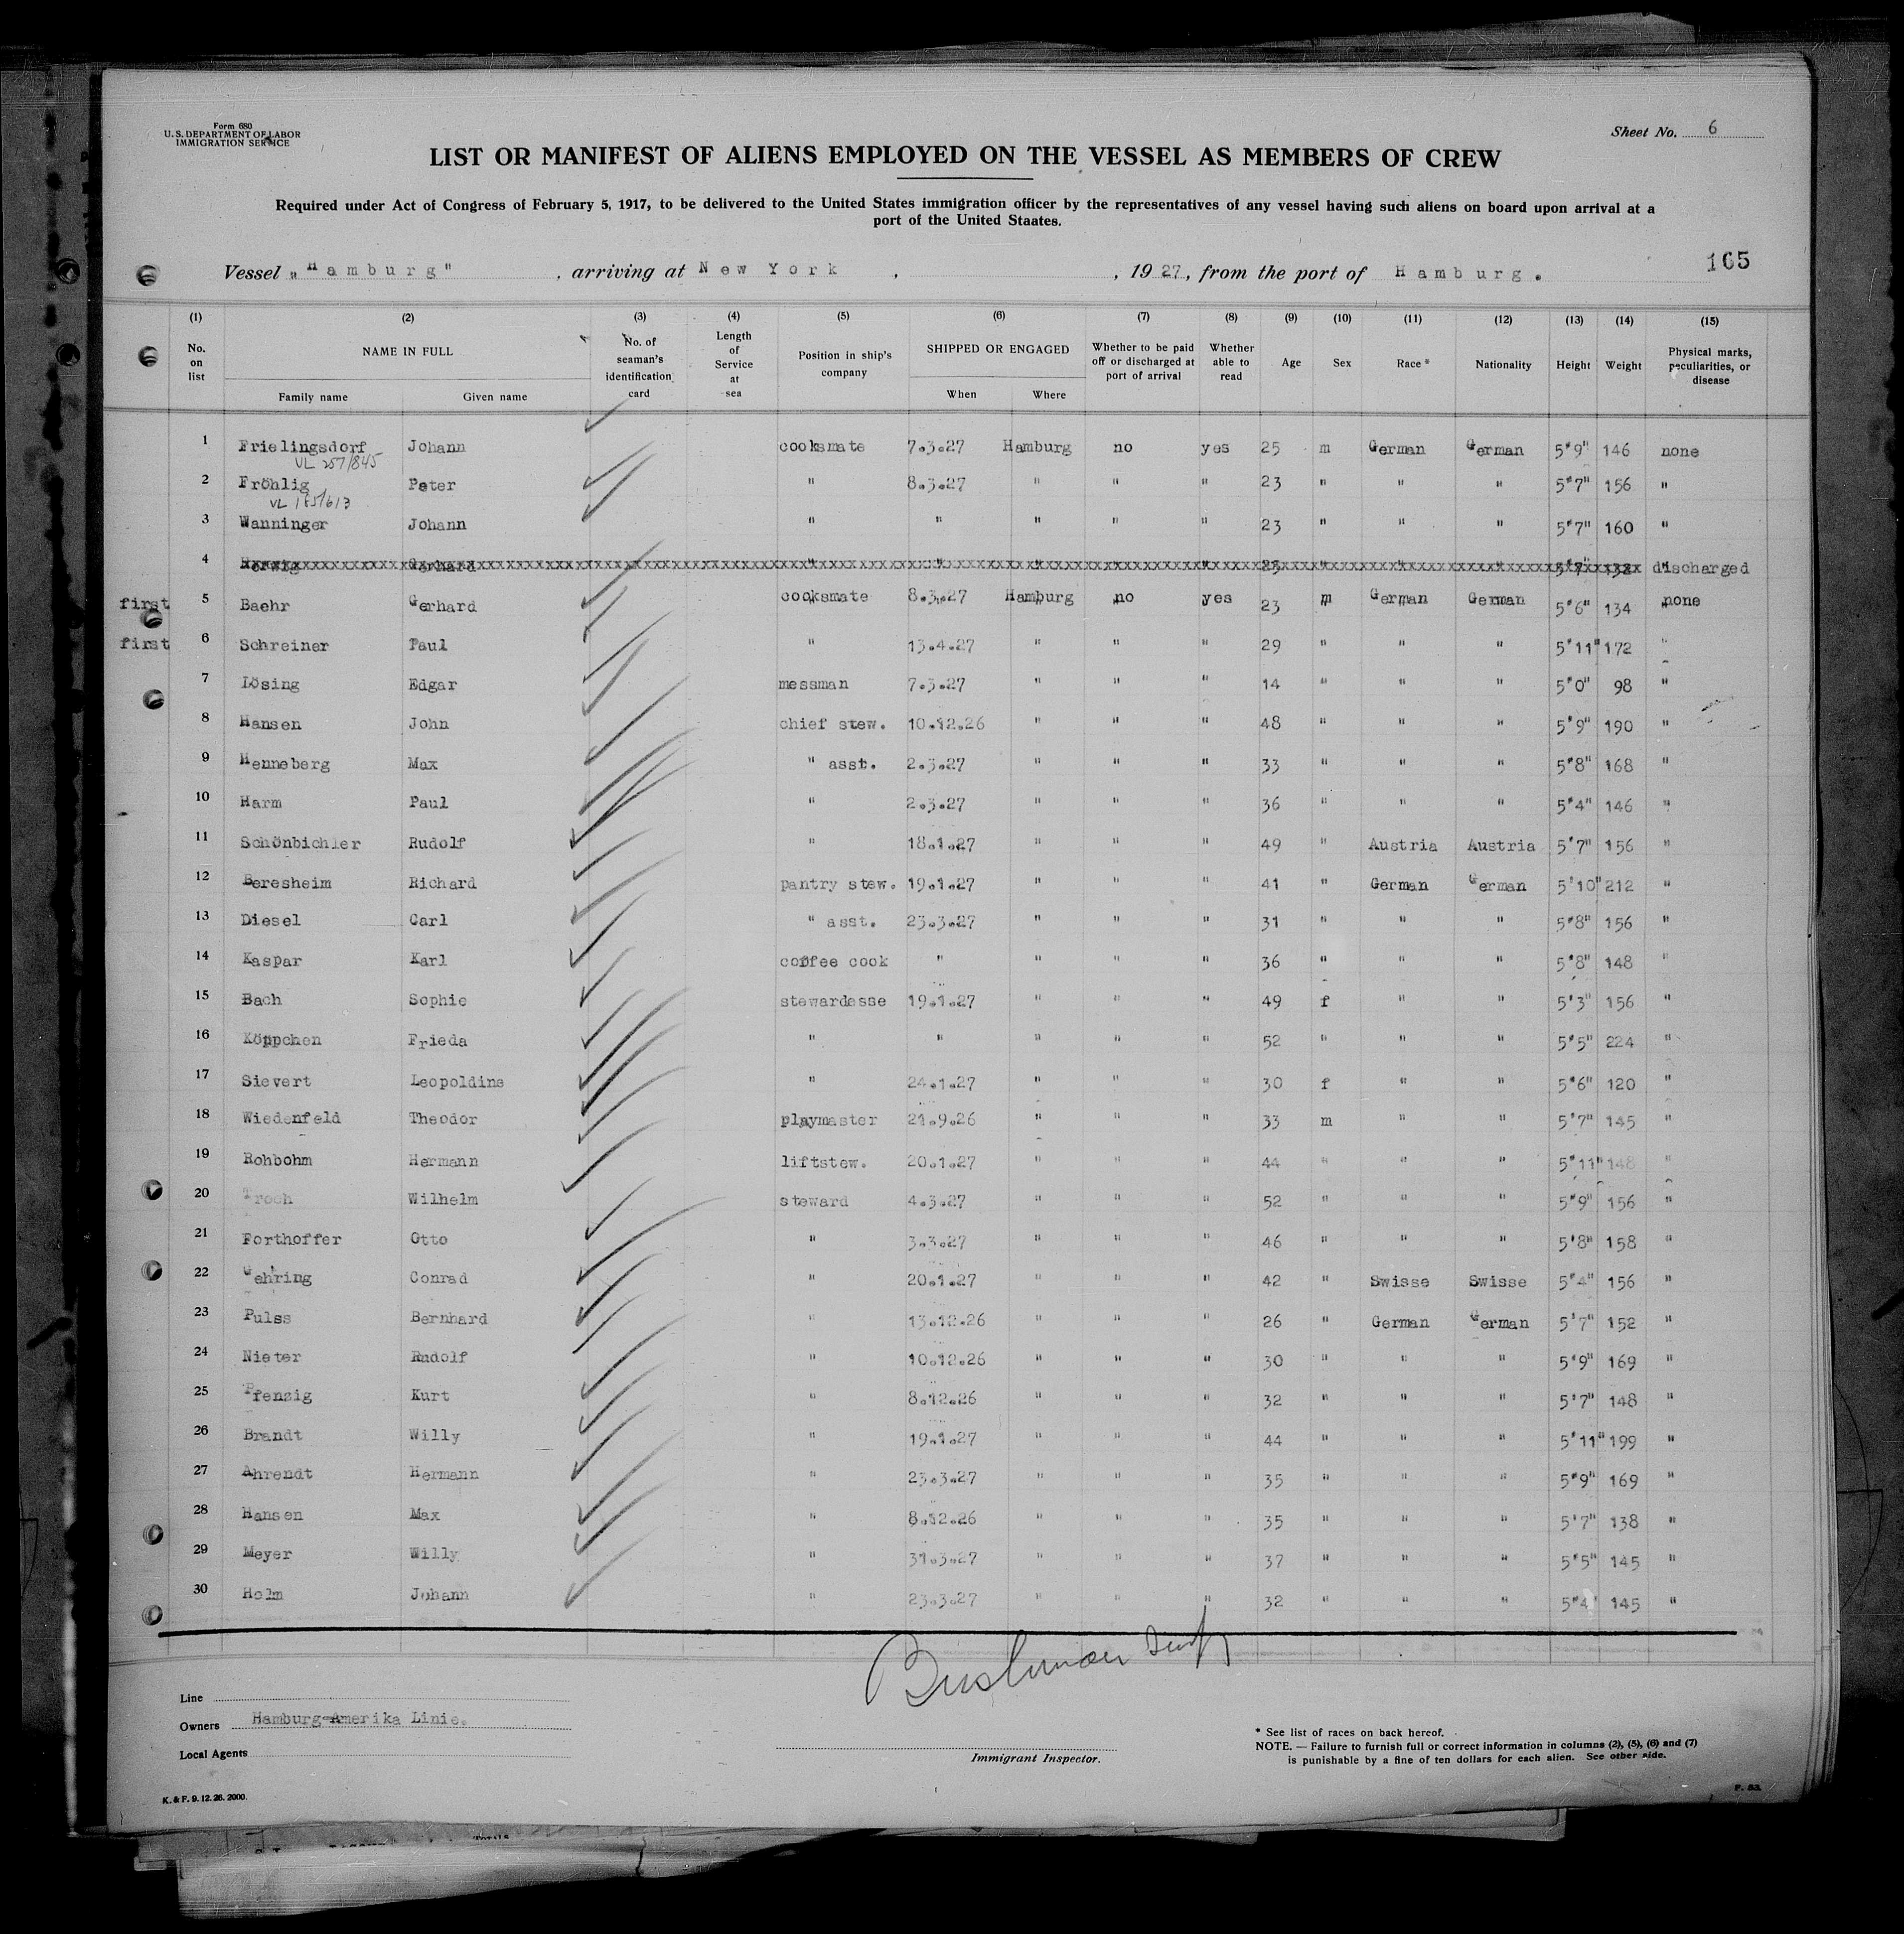 Form 680
U. S. DEPARTMENT OF LABOR
IMMIGRATION SERVICE
Sheet No. 6
LIST OR MANIFEST OF ALIENS EMPLOYED ON THE VESSEL AS MEMBERS OF CREW
Required under Act of Congress of February 5, 1917, to be delivered to the United States immigration officer by the representatives of any vessel having such aliens on board upon arrival at a
port of the United Staates.
165
Vessel „Hamburg" , arriving at New York , , 19 27, from the port of Hamburg.
(1) (2) (3) (4) (5) (6) (7) (8) (9) (10) (11) (12) (13) (14) (15)
No. on list NAME IN FULL No. of seaman's identification card Length of Service at sea Position in ship's company SHIPPED OR ENGAGED Whether to be paid off or discharged at port of arrival Whether able to read Age Sex Race * Nationality Height Weight Physical marks, peculiarities, or disease
Family name Given name When Where
1 Frielingsdorf Johann cooksmate 7.3.27 Hamburg no yes 25 m German German 5'9" 146 none
VL 257/845
2 Fröhlig Peter " 8.3.27 " " " 23 " " " 5'7" 156 "
VL 185/613
3 Wanninger Johann " " " " " 23 " " " 5'7" 160 "
4 Herwig Gerhard " " " " " 23 " " " 5'7" 132 discharged
first 5 Baehr Gerhard cooksmate 8.3.27 Hamburg no yes 23 m German German 5'6" 134 none
first 6 Schreiner Paul " 13.4.27 " " " 29 " " " 5'11" 172 "
7 Lösing Edgar messman 7.3.27 " " " 14 " " " 5'0" 98 "
8 Hansen John chief stew. 10.12.26 " " " 48 " " " 5'9" 190 "
9 Henneberg Max " asst. 2.3.27 " " " 33 " " " 5'8" 168 "
10 Harm Paul " 2.3.27 " " " 36 " " " 5'4" 146 "
11 Schönbichler Rudolf " 18.1.27 " " " 49 " Austria Austria 5'7" 156 "
12 Beresheim Richard pantry stew. 19.1.27 " " " 41 " German German 5'10" 212 "
13 Diesel Carl " asst. 23.3.27 " " " 31 " " " 5'8" 156 "
14 Kaspar Karl coffee cook " " " " 36 " " " 5'8" 148 "
15 Bach Sophie stewardesse 19.1.27 " " " 49 f " " 5'3" 156 "
16 Köppchen Frieda " " " " " 52 " " " 5'5" 224 "
17 Sievert Leopoldine " 24.1.27 " " " 30 f " " 5'6" 120 "
18 Wiedenfeld Theodor playmaster 21.9.26 " " " 33 m " " 5'7" 145 "
19 Rohbohm Hermann liftstew. 20.1.27 " " " 44 " " " 5'11" 148 "
20 Troch Wilhelm steward 4.3.27 " " " 52 " " " 5'9" 156 "
21 Forthoffer Otto " 3.3.27 " " " 46 " " " 5'8" 158 "
22 Gehring Conrad " 20.1.27 " " " 42 " Swisse Swisse 5'4" 156 "
23 Pulss Bernhard " 13.12.26 " " " 26 " German German 5'7" 152 "
24 Nieter Rudolf " 10.12.26 " " " 30 " " " 5'9" 169 "
25 Pfenzig Kurt " 8.12.26 " " " 32 " " " 5'7" 148 "
26 Brandt Willy " 19.1.27 " " " 44 " " " 5'11" 199 "
27 Ahrendt Hermann " 23.3.27 " " " 35 " " " 5'9" 169 "
28 Hansen Max " 8.12.26 " " " 35 " " " 5'7" 138 "
29 Meyer Willy " 31.3.27 " " " 37 " " " 5'5" 145 "
30 Holm Johann " 23.3.27 " " " 32 " " " 5'4" 145 "
Line
Owners Hamburg-Amerika Linie.
Local Agents
Immigrant Inspector.
* See list of races on back hereof.
NOTE. — Failure to furnish full or correct information in columns (2), (5), (6) and (7)
is punishable by a fine of ten dollars for each alien. See other side.
K. & F. 9. 12. 26. 2000.
F. 53.